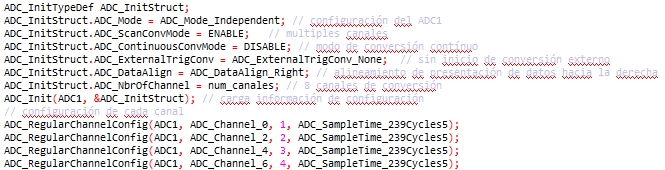 ADC_InitTypeDef ADC_InitStruct;
ADC_InitStruct.ADC_Mode = ADC_Mode_Independent; // configuración del ADC1
ADC_InitStruct.ADC_ScanConvMode = ENABLE; // multiples canales
ADC_InitStruct.ADC_ContinuousConvMode = DISABLE; // modo de conversión contínuo
ADC_InitStruct.ADC_ExternalTrigConv = ADC_ExternalTrigConv_None; // sin inicio de conversión externo
ADC_InitStruct.ADC_DataAlign = ADC_DataAlign_Right; // alineamiento de presentación de datos hacia la derecha
ADC_InitStruct.ADC_NbrOfChannel = num_canales; // 8 canales de conversión
ADC_Init(ADC1, &ADC_InitStruct); // carga información de configuración
// configuración de cada canal
ADC_RegularChannelConfig(ADC1, ADC_Channel_0, 1, ADC_SampleTime_239Cycles5);
ADC_RegularChannelConfig(ADC1, ADC_Channel_2, 2, ADC_SampleTime_239Cycles5);
ADC_RegularChannelConfig(ADC1, ADC_Channel_4, 3, ADC_SampleTime_239Cycles5);
ADC_RegularChannelConfig(ADC1, ADC_Channel_6, 4, ADC_SampleTime_239Cycles5);